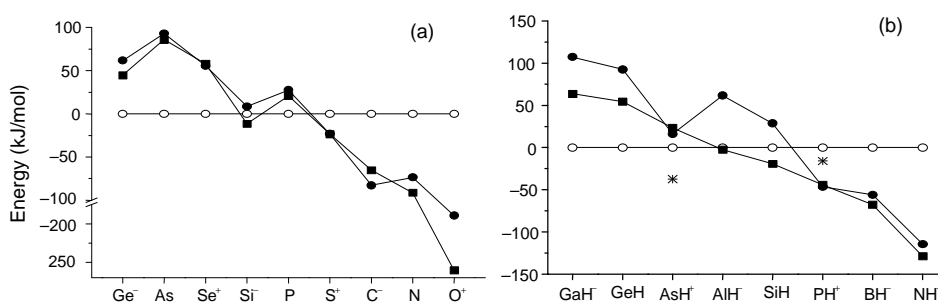 (a)
Energy (kJ/mol)
100
50
0
−50
−100
−200
250
Ge⁻ As Se⁺ Si⁻ P S⁺ C⁻ N O⁺
(b)
100
50
0
−50
−100
−150
GaH⁻ GeH AsH⁺ AlH⁻ SiH PH⁺ BH⁻ NH⁺